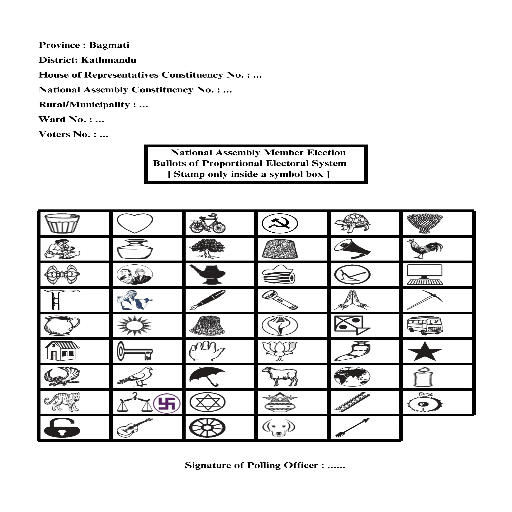 Province : Bagmati
District: Kathmandu
House of Representatives Constituency No. : ...
National Assembly Constituency No. : ...
Rural/Municipality : ...
Ward No. : ...
Voters No. : ...
National Assembly Member Election
Ballots of Proportional Electoral System
[ Stamp only inside a symbol box ]
Signature of Polling Officer : ......